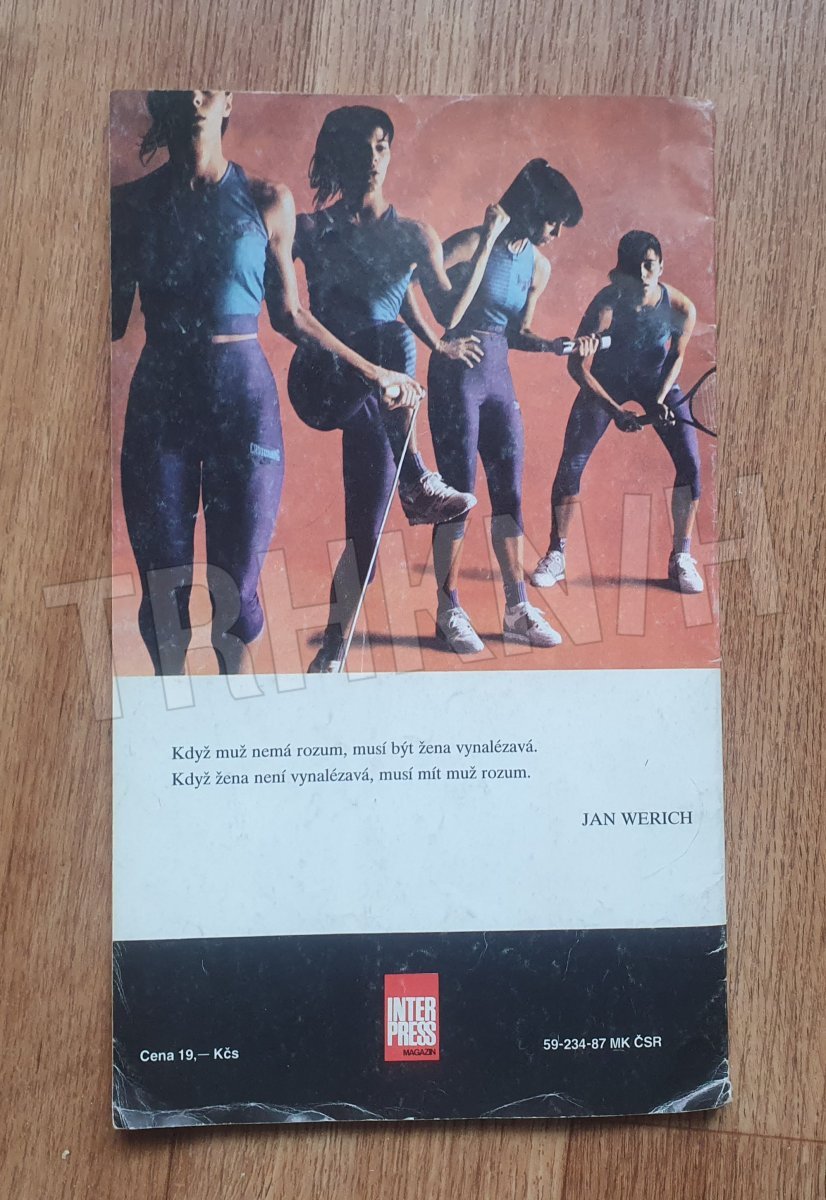 TRHKNIH
Když muž nemá rozum, musí být žena vynalézavá.
Když žena není vynalézavá, musí mít muž rozum.
JAN WERICH
INTER
PRESS
MAGAZIN
Cena 19,— Kčs
59-234-87 MK ČSR